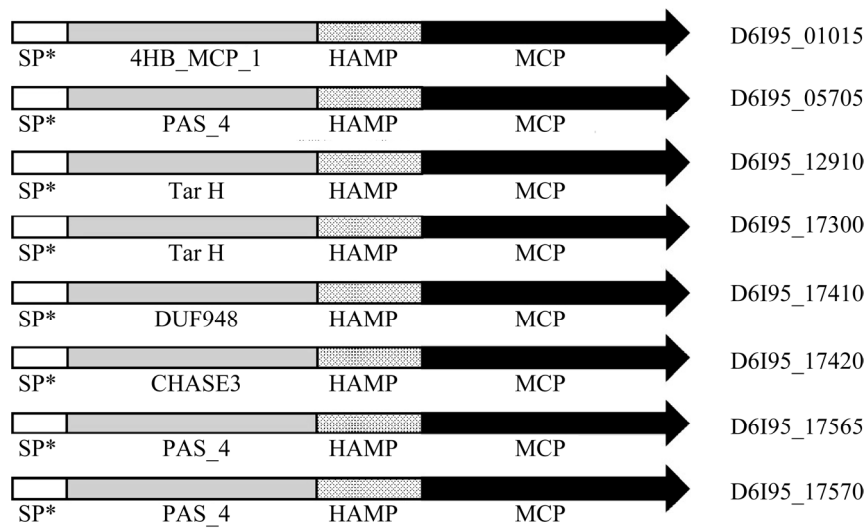 D6I95_01015
SP* 4HB_MCP_1 HAMP MCP
D6I95_05705
SP* PAS_4 HAMP MCP
D6I95_12910
SP* Tar H HAMP MCP
D6I95_17300
SP* Tar H HAMP MCP
D6I95_17410
SP* DUF948 HAMP MCP
D6I95_17420
SP* CHASE3 HAMP MCP
D6I95_17565
SP* PAS_4 HAMP MCP
D6I95_17570
SP* PAS_4 HAMP MCP